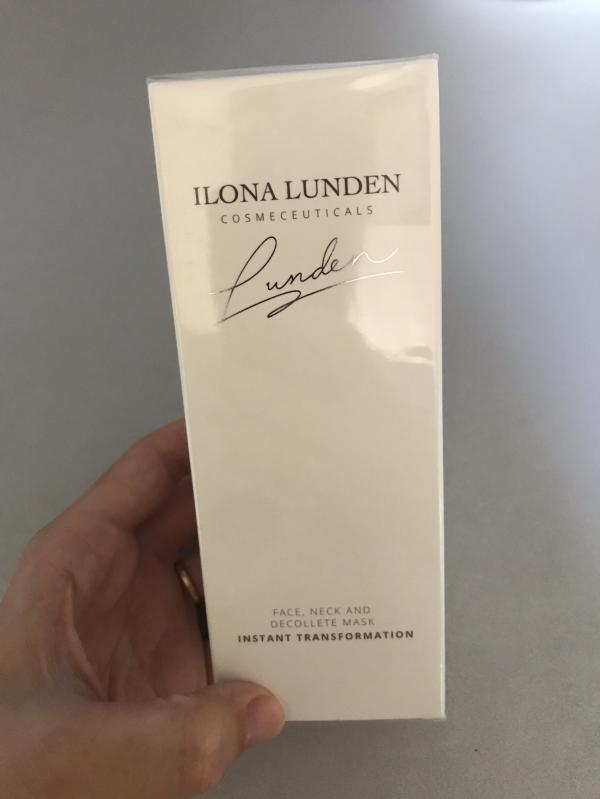 ILONA LUNDEN
COSMECEUTICALS
Lunden
FACE, NECK AND
DECOLLETE MASK
INSTANT TRANSFORMATION